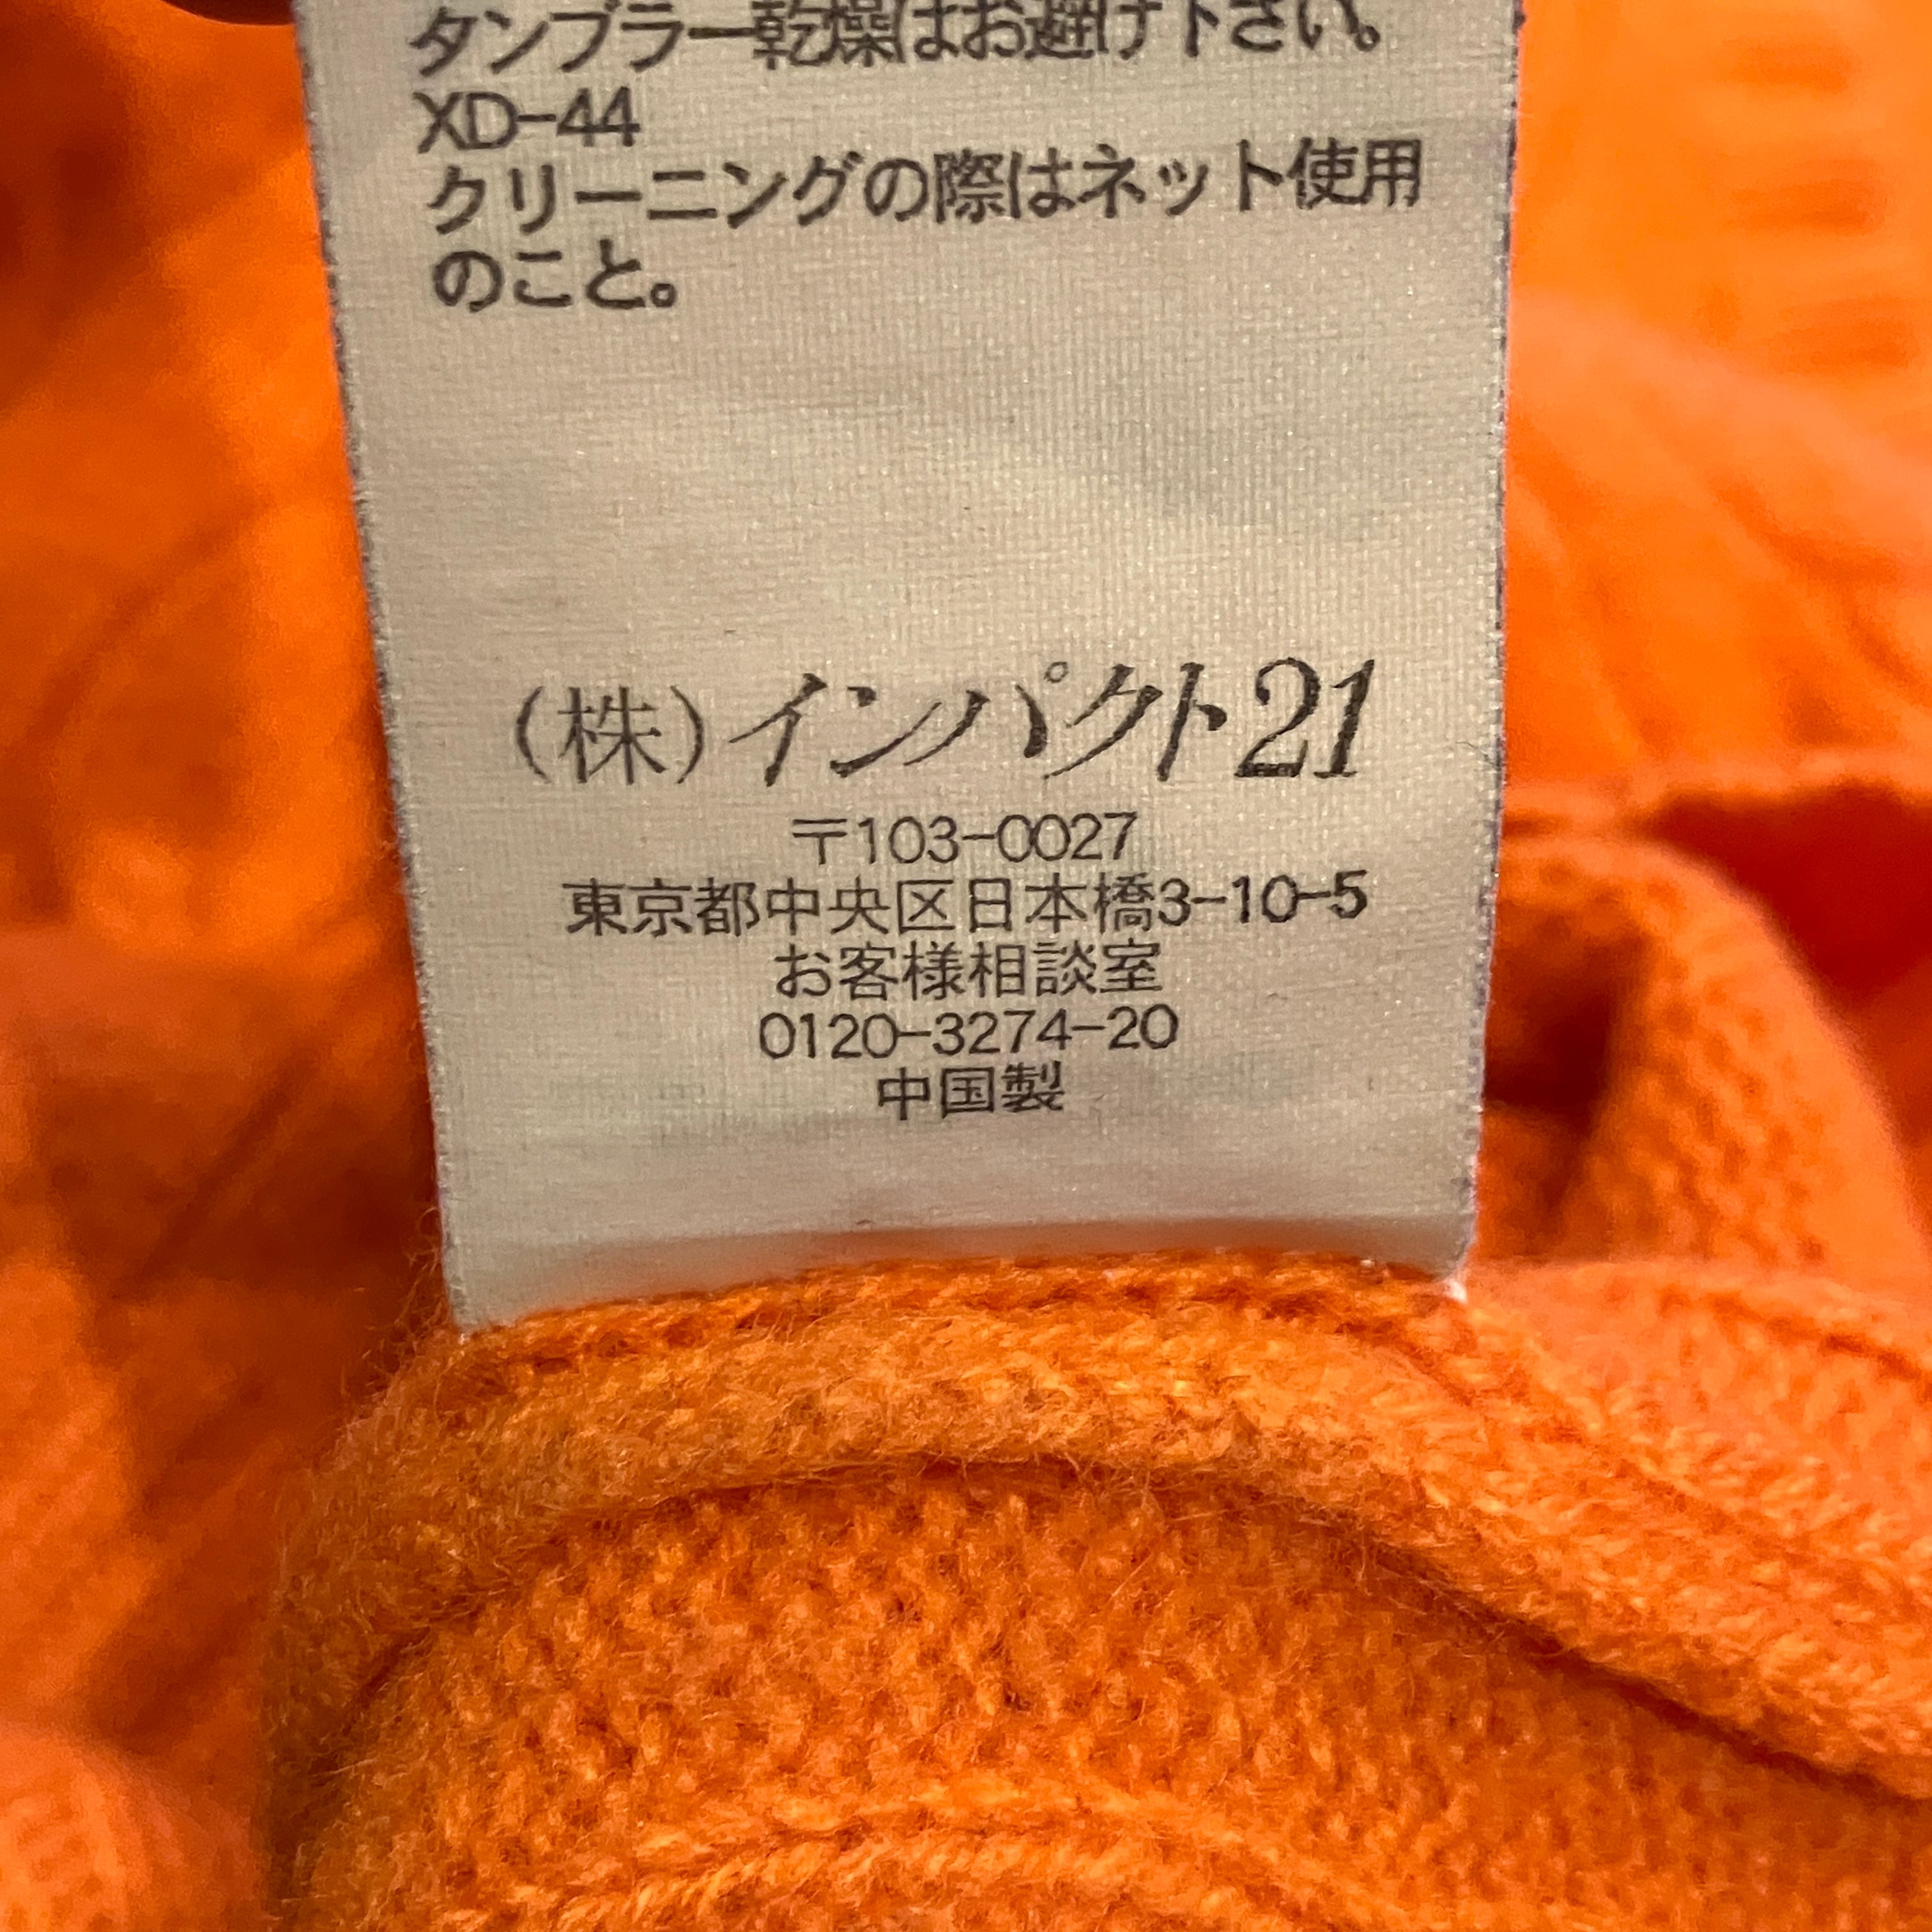 タンブラー乾燥はお避け下さい。
XD-44
クリーニングの際はネット使用
のこと。
(株)インパクト21
〒103-0027
東京都中央区日本橋3-10-5
お客様相談室
0120-3274-20
中国製